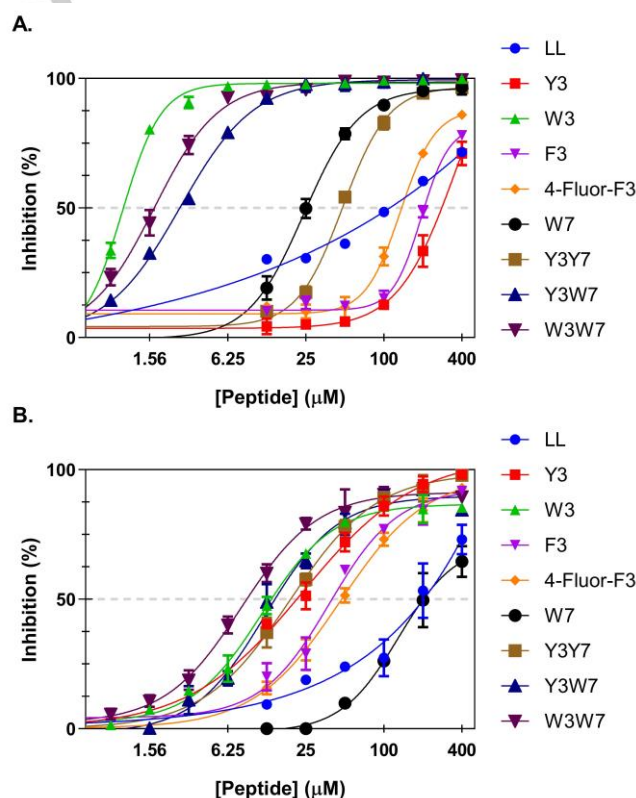 A.
Inhibition (%)
100
50
0
1.56
6.25
25
100
400
[Peptide] (μM)
LL
Y3
W3
F3
4-Fluor-F3
W7
Y3Y7
Y3W7
W3W7
B.
Inhibition (%)
100
50
0
1.56
6.25
25
100
400
[Peptide] (μM)
LL
Y3
W3
F3
4-Fluor-F3
W7
Y3Y7
Y3W7
W3W7